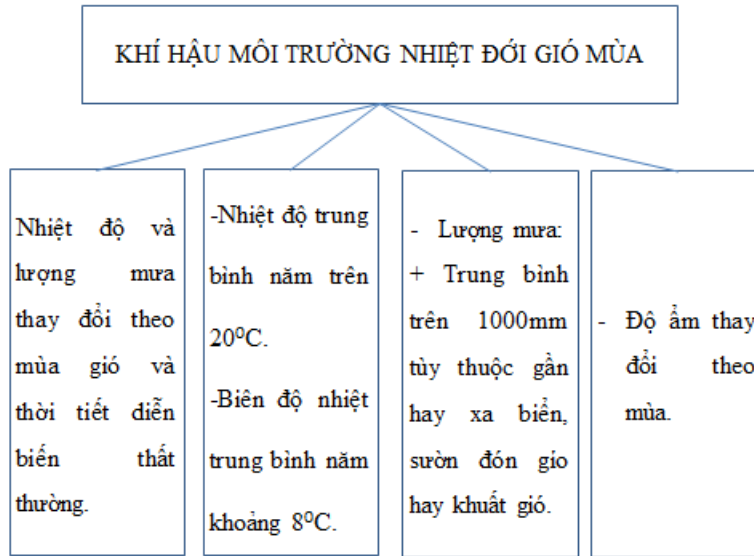 KHÍ HẬU MÔI TRƯỜNG NHIỆT ĐỚI GIÓ MÙA
Nhiệt độ và
lượng mưa
thay đổi theo
mùa gió và
thời tiết diễn
biến thất
thường.
-Nhiệt độ trung
bình năm trên
20⁰C.
-Biên độ nhiệt
trung bình năm
khoảng 8⁰C.
- Lượng mưa:
+ Trung bình
trên 1000mm
tùy thuộc gần
hay xa biển,
sườn đón gio
hay khuất gió.
- Độ ẩm thay
đổi theo
mùa.